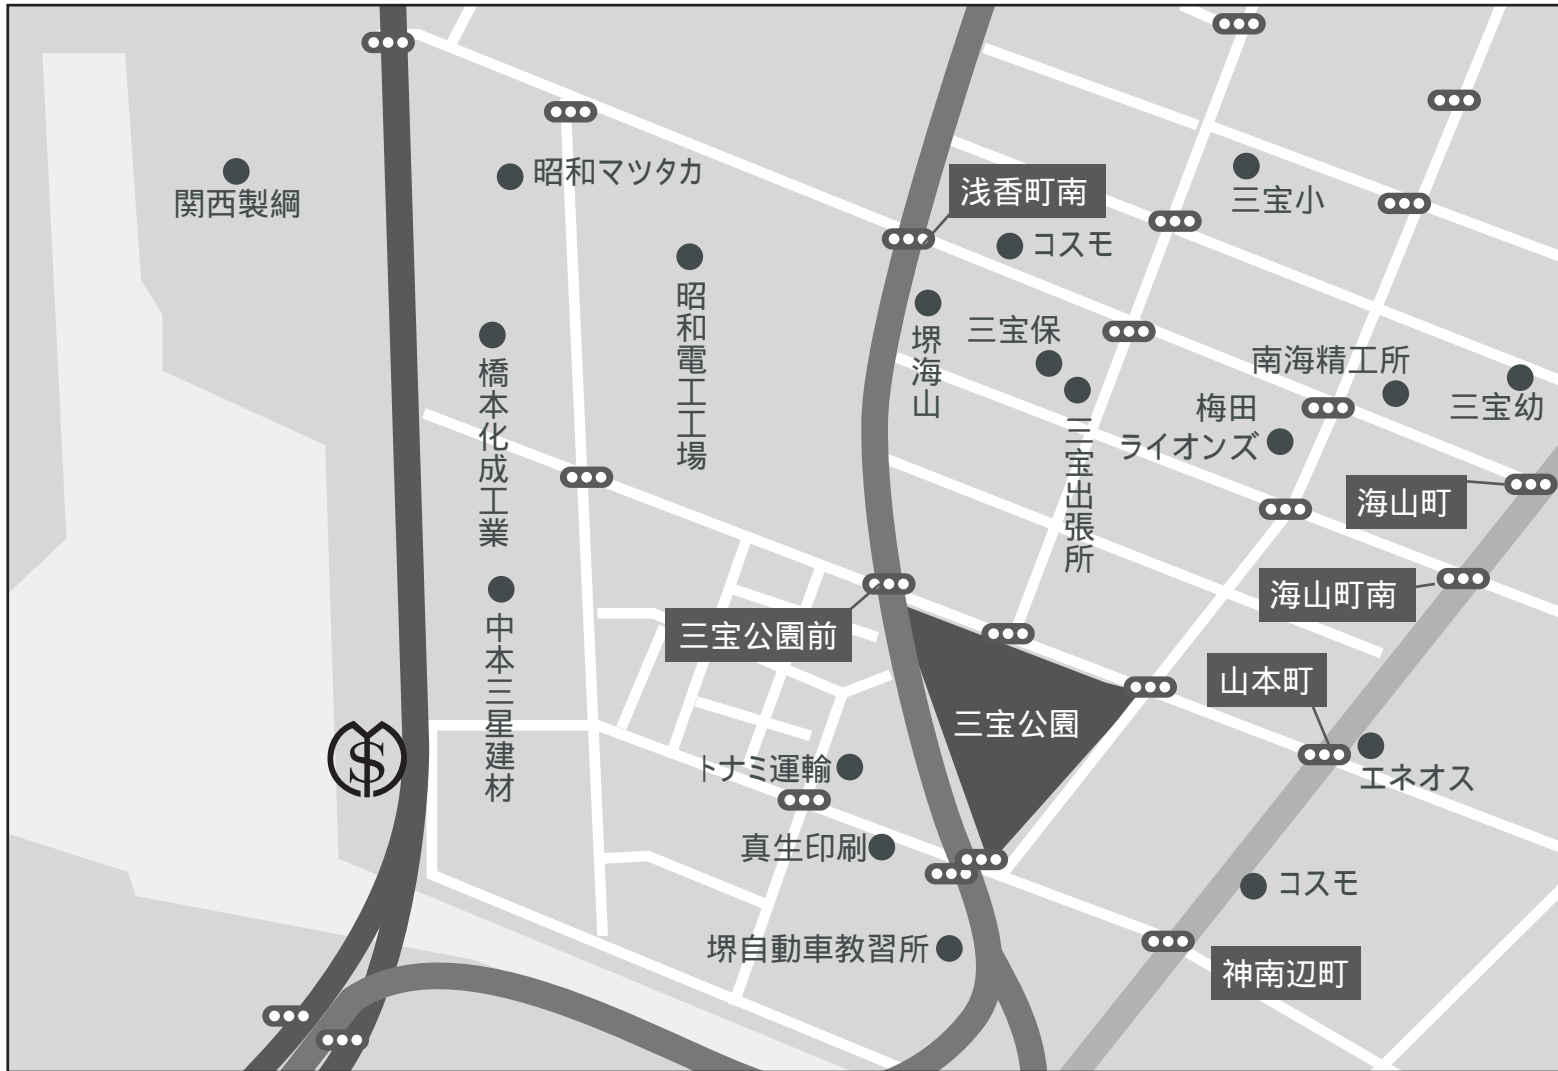 関西製綱
昭和マツタカ
三宝小
浅香町南
コスモ
昭和電工工場
橋本化成工業
堺海山
三宝保
三宝出張所
南海精工所
梅田
ライオンズ
三宝幼
海山町
海山町南
中本三星建材
三宝公園前
山本町
三宝公園
トナミ運輸
エネオス
真生印刷
コスモ
堺自動車教習所
神南辺町